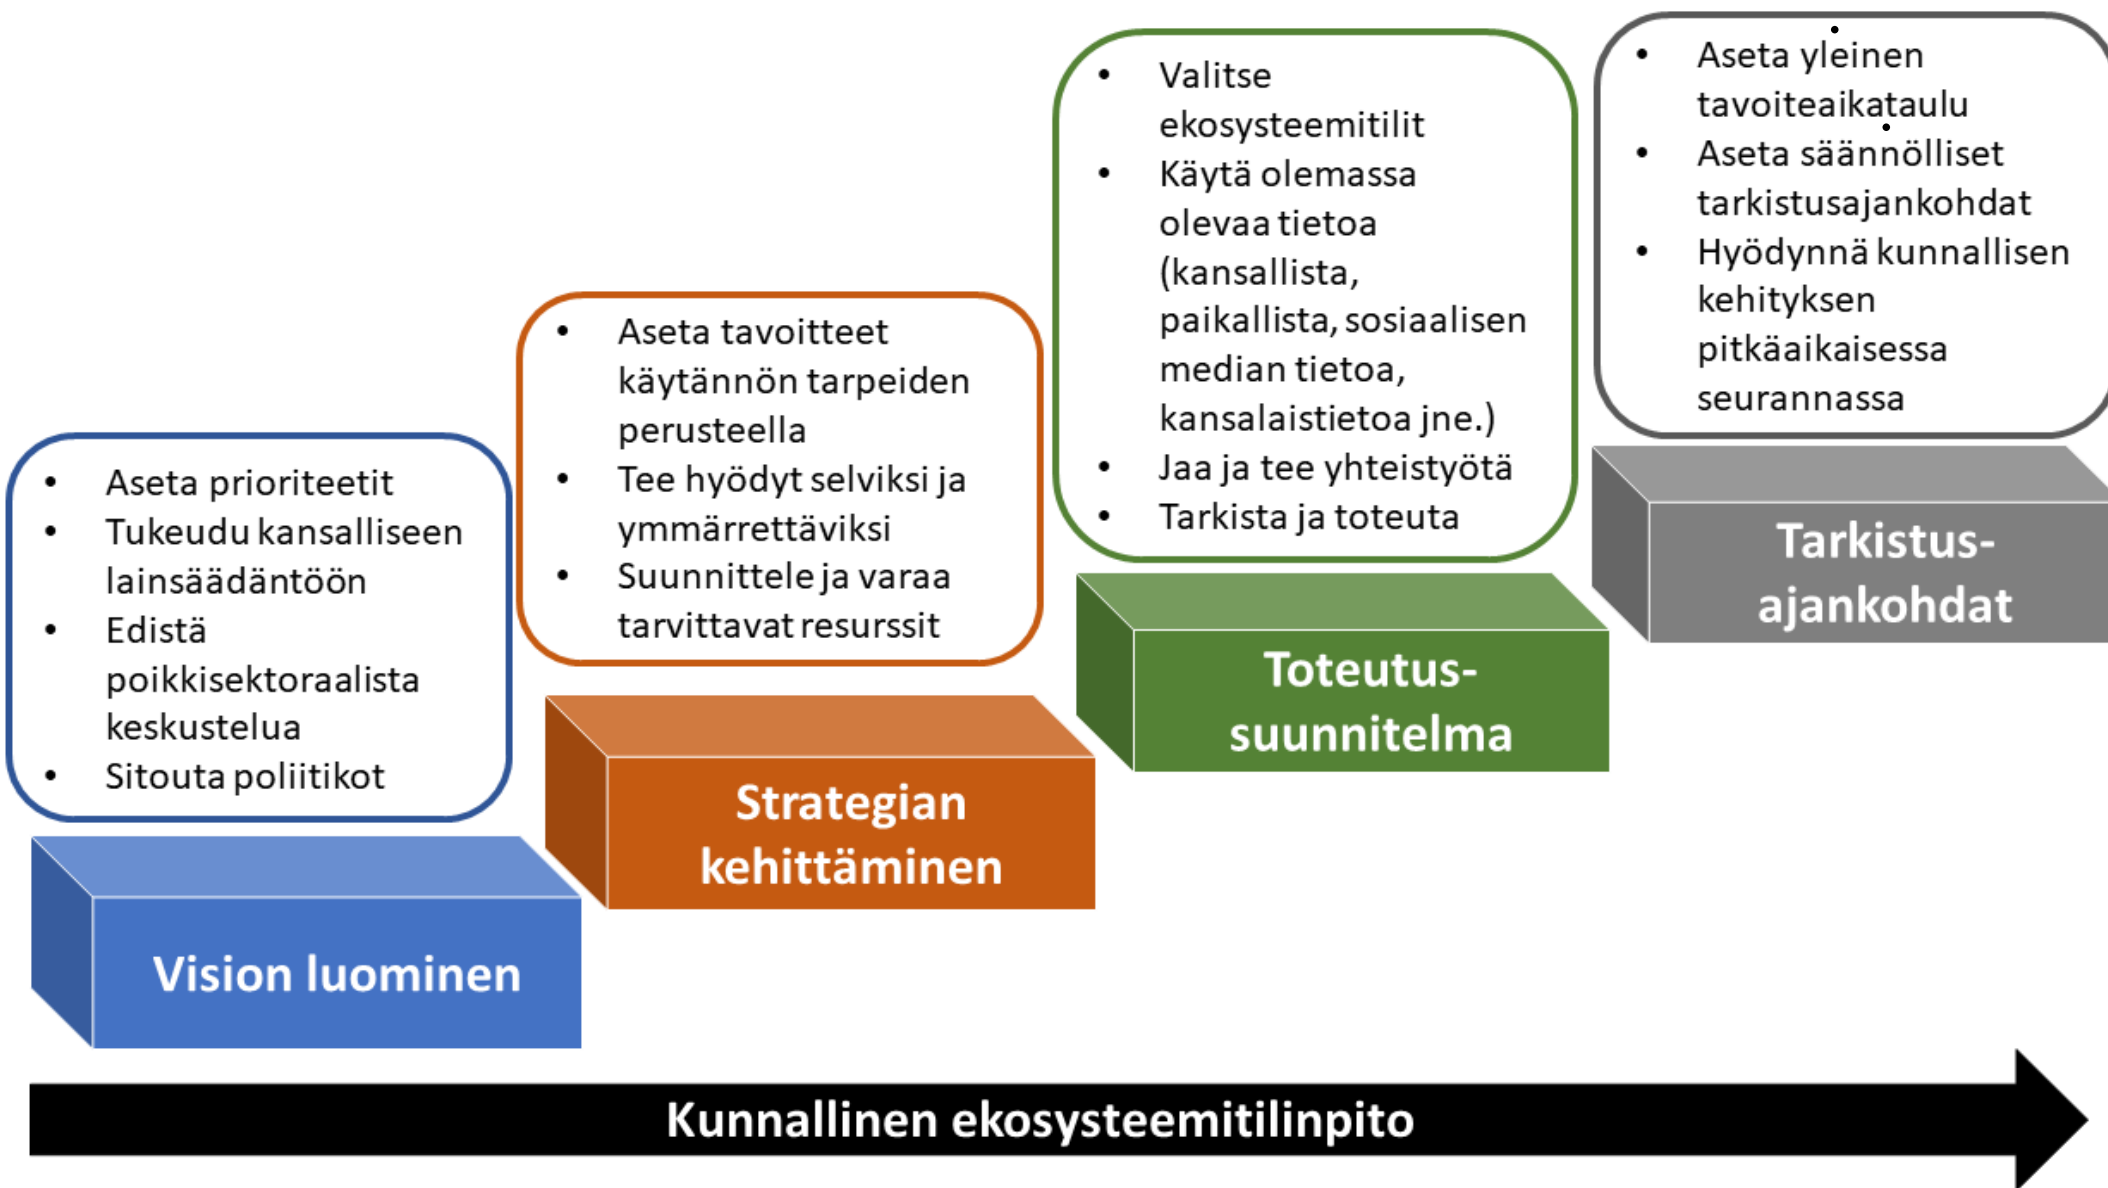 • Aseta prioriteetit
• Tukeudu kansalliseen
lainsäädäntöön
• Edistä
poikkisektoraalista
keskustelua
• Sitouta poliitikot
Vision luominen
• Aseta tavoitteet
käytännön tarpeiden
perusteella
• Tee hyödyt selviksi ja
ymmärrettäviksi
• Suunnittele ja varaa
tarvittavat resurssit
Strategian
kehittäminen
• Valitse
ekosysteemitilit
• Käytä olemassa
olevaa tietoa
(kansallista,
paikallista, sosiaalisen
median tietoa,
kansalaistietoa jne.)
• Jaa ja tee yhteistyötä
• Tarkista ja toteuta
Toteutus-
suunnitelma
• Aseta yleinen
tavoiteaikataulu
• Aseta säännölliset
tarkistusajankohdat
• Hyödynnä kunnallisen
kehityksen
pitkäaikaisessa
seurannassa
Tarkistus-
ajankohdat
Kunnallinen ekosysteemitilinpito